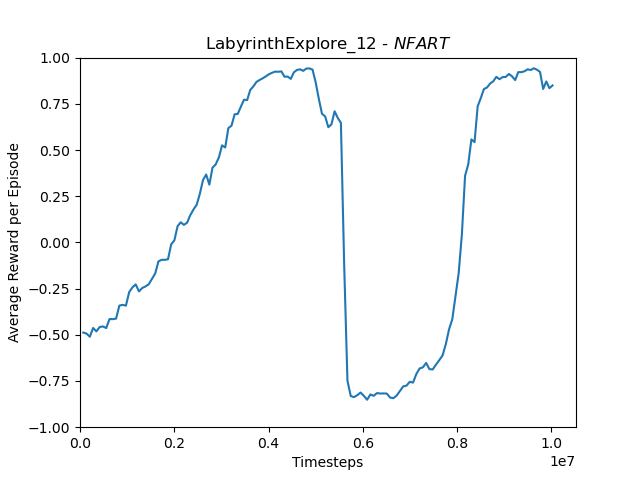 LabyrinthExplore_12 - NFART
1.00
0.75
0.50
0.25
0.00
−0.25
−0.50
−0.75
−1.00
Average Reward per Episode
0.0 0.2 0.4 0.6 0.8 1.0
1e7
Timesteps